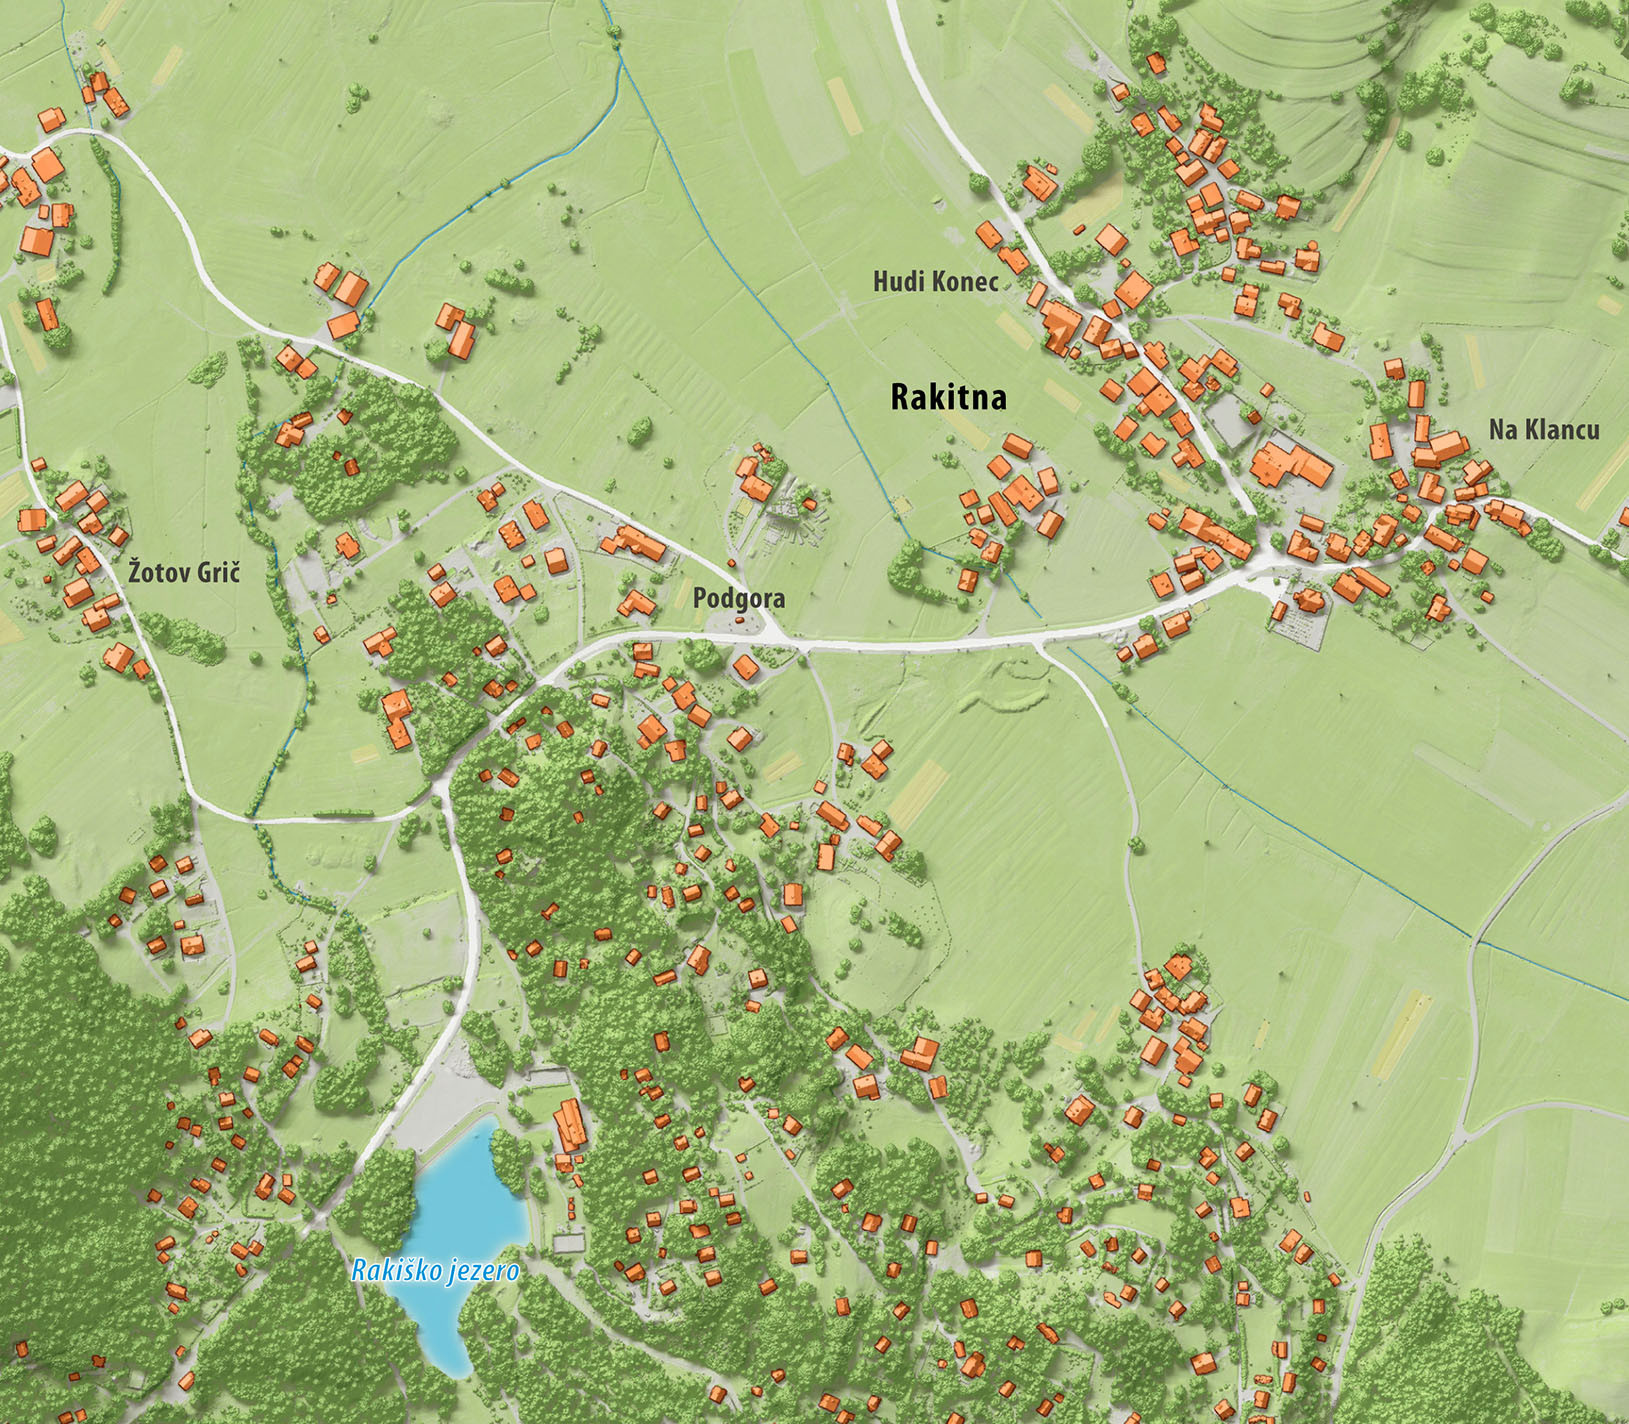 Hudi Konec
Rakitna
Na Klancu
Žotov Grič
Podgora
Rakiško jezero